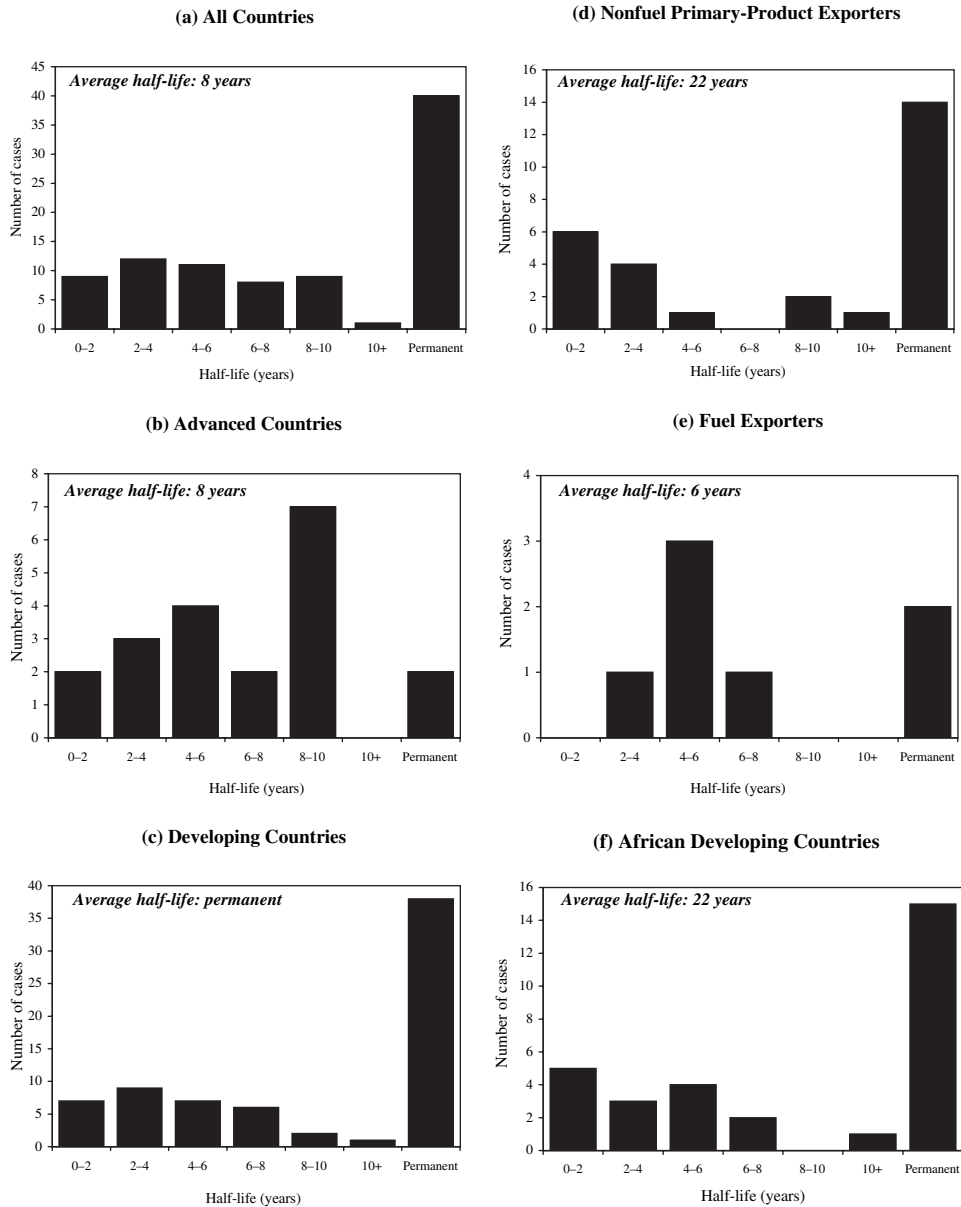 (a) All Countries
Average half-life: 8 years
Number of cases
45
40
35
30
25
20
15
10
5
0
0–2 2–4 4–6 6–8 8–10 10+ Permanent
Half-life (years)
(b) Advanced Countries
Average half-life: 8 years
Number of cases
8
7
6
5
4
3
2
1
0
0–2 2–4 4–6 6–8 8–10 10+ Permanent
Half-life (years)
(c) Developing Countries
Average half-life: permanent
Number of cases
40
35
30
25
20
15
10
5
0
0–2 2–4 4–6 6–8 8–10 10+ Permanent
Half-life (years)
(d) Nonfuel Primary-Product Exporters
Average half-life: 22 years
Number of cases
16
14
12
10
8
6
4
2
0
0–2 2–4 4–6 6–8 8–10 10+ Permanent
Half-life (years)
(e) Fuel Exporters
Average half-life: 6 years
Number of cases
4
3
2
1
0
0–2 2–4 4–6 6–8 8–10 10+ Permanent
Half-life (years)
(f) African Developing Countries
Average half-life: 22 years
Number of cases
16
14
12
10
8
6
4
2
0
0–2 2–4 4–6 6–8 8–10 10+ Permanent
Half-life (years)